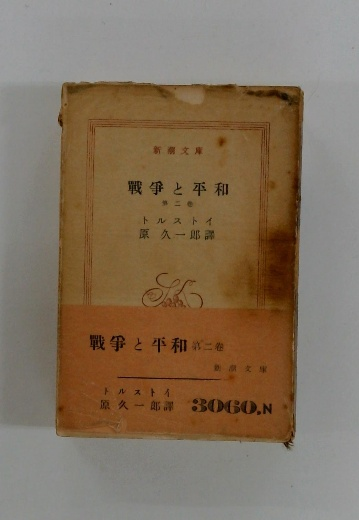 新潮文庫
戰爭と平和
第二卷
トルストイ
原久一郎譯
戰爭と平和 第二卷
新潮文庫
トルストイ
原久一郎譯
3060.N